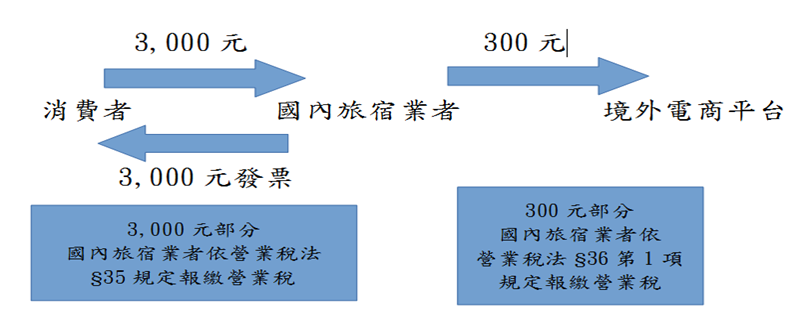 3,000 元
300 元
消費者
國內旅宿業者
境外電商平台
3,000 元發票
3,000 元部分
國內旅宿業者依營業稅法
§35 規定報繳營業稅
300 元部分
國內旅宿業者依
營業稅法 §36 第 1 項
規定報繳營業稅